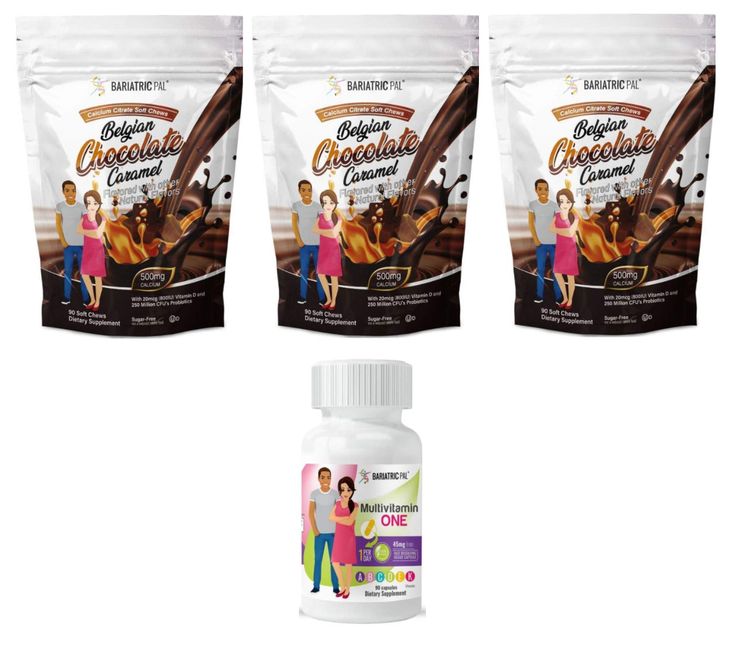 BARIATRIC PAL
Calcium Citrate Soft Chews
Belgian
Chocolate
Caramel
Flavored with other
Natural Flavors
500mg
CALCIUM
With 20mcg (800IU) Vitamin D and
250 Million CFU's Probiotics
90 Soft Chews
Dietary Supplement
Sugar-Free
BARIATRIC PAL
Calcium Citrate Soft Chews
Belgian
Chocolate
Caramel
Flavored with other
Natural Flavors
500mg
CALCIUM
With 20mcg (800IU) Vitamin D and
250 Million CFU's Probiotics
90 Soft Chews
Dietary Supplement
Sugar-Free
BARIATRIC PAL
Calcium Citrate Soft Chews
Belgian
Chocolate
Caramel
Flavored with other
Natural Flavors
500mg
CALCIUM
With 20mcg (800IU) Vitamin D and
250 Million CFU's Probiotics
90 Soft Chews
Dietary Supplement
Sugar-Free
BARIATRIC PAL
Multivitamin
ONE
1 PER
DAY
45mg Iron
A B C D E K
90 capsules
Dietary Supplement